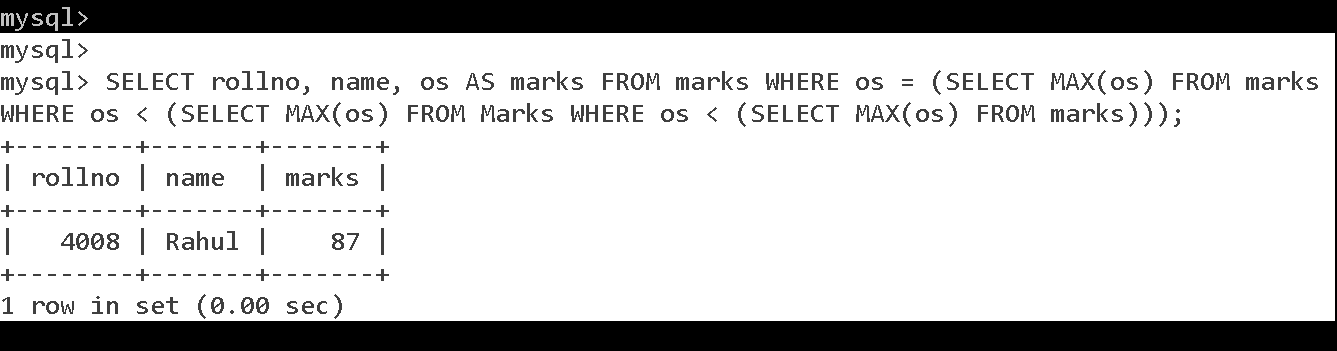 mysql>
mysql>
mysql> SELECT rollno, name, os AS marks FROM marks WHERE os = (SELECT MAX(os) FROM marks
WHERE os < (SELECT MAX(os) FROM Marks WHERE os < (SELECT MAX(os) FROM marks)));
+--------+-------+-------+
| rollno | name  | marks |
+--------+-------+-------+
|   4008 | Rahul |    87 |
+--------+-------+-------+
1 row in set (0.00 sec)